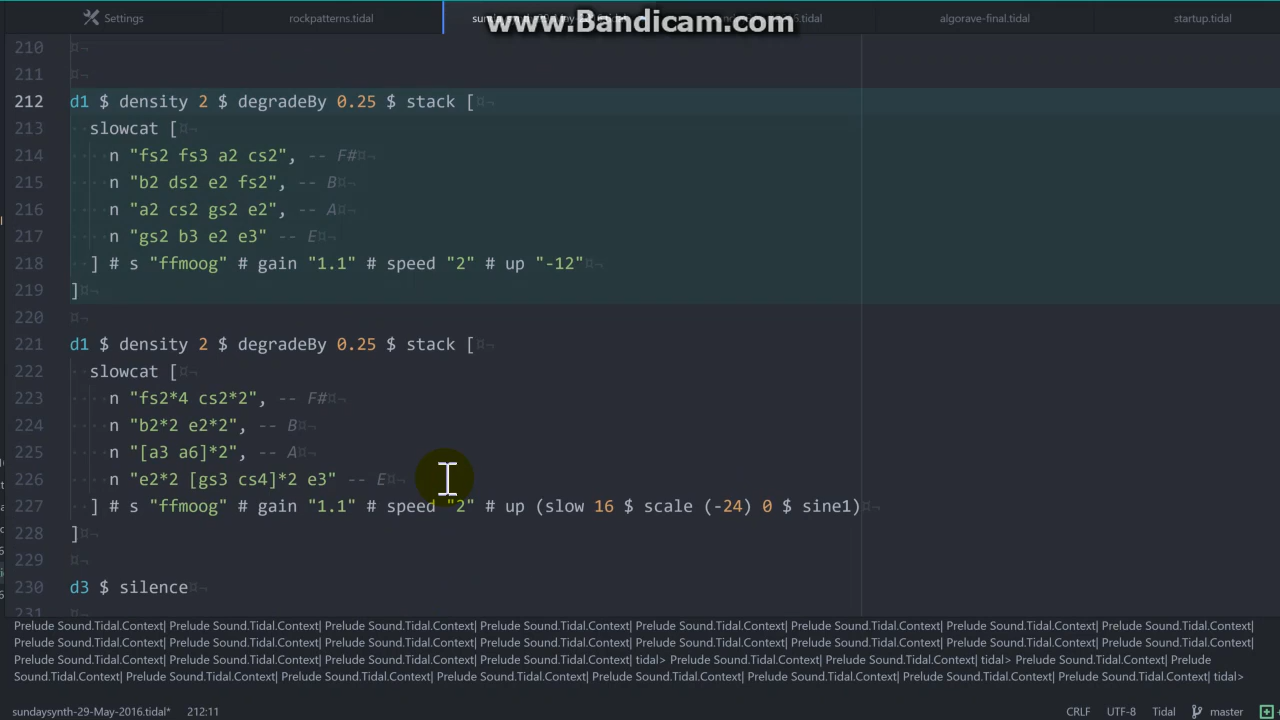 Settings rockpatterns.tidal .tidal algorave-final.tidal startup.tidal
www.Bandicam.com
210
211
212 d1 $ density 2 $ degradeBy 0.25 $ stack [
213 slowcat [
214 n "fs2 fs3 a2 cs2", -- F#
215 n "b2 ds2 e2 fs2", -- B
216 n "a2 cs2 gs2 e2", -- A
217 n "gs2 b3 e2 e3" -- E
218 ] # s "ffmoog" # gain "1.1" # speed "2" # up "-12"
219 ]
220
221 d1 $ density 2 $ degradeBy 0.25 $ stack [
222 slowcat [
223 n "fs2*4 cs2*2", -- F#
224 n "b2*2 e2*2", -- B
225 n "[a3 a6]*2", -- A
226 n "e2*2 [gs3 cs4]*2 e3" -- E
227 ] # s "ffmoog" # gain "1.1" # speed "2" # up (slow 16 $ scale (-24) 0 $ sine1)
228 ]
229
230 d3 $ silence
231
Prelude Sound.Tidal.Context| Prelude Sound.Tidal.Context| Prelude Sound.Tidal.Context| Prelude Sound.Tidal.Context| Prelude Sound.Tidal.Context| Prelude Sound.Tidal.Context| Prelude Sound.Tidal.Context| Prelude Sound.Tidal.Context|
Prelude Sound.Tidal.Context| Prelude Sound.Tidal.Context| Prelude Sound.Tidal.Context| Prelude Sound.Tidal.Context| Prelude Sound.Tidal.Context| Prelude Sound.Tidal.Context| Prelude Sound.Tidal.Context| Prelude Sound.Tidal.Context|
Prelude Sound.Tidal.Context| Prelude Sound.Tidal.Context| Prelude Sound.Tidal.Context| Prelude Sound.Tidal.Context| tidal> Prelude Sound.Tidal.Context| Prelude Sound.Tidal.Context| tidal> Prelude Sound.Tidal.Context| Prelude
Sound.Tidal.Context| Prelude Sound.Tidal.Context| Prelude Sound.Tidal.Context| Prelude Sound.Tidal.Context| Prelude Sound.Tidal.Context| Prelude Sound.Tidal.Context| Prelude Sound.Tidal.Context| Prelude Sound.Tidal.Context| tidal>
sundaysynth-29-May-2016.tidal* 212:11 CRLF UTF-8 Tidal master